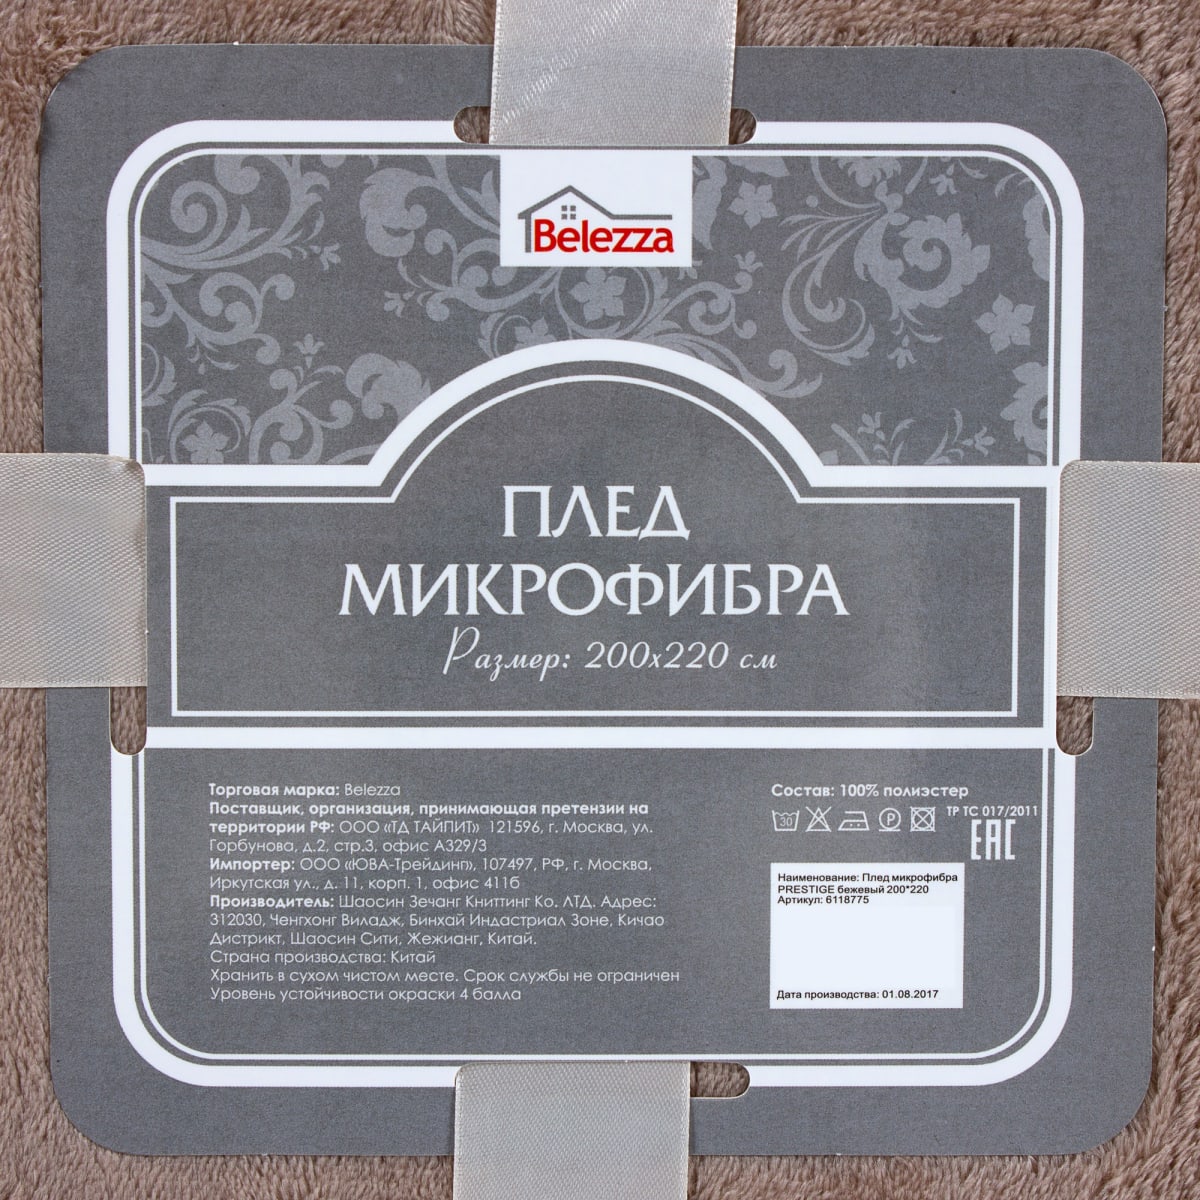 Belezza
ПЛЕД
МИКРОФИБРА
Размер: 200x220 см
Торговая марка: Belezza
Поставщик, организация, принимающая претензии на
территории РФ: ООО «ТД ТАЙПИТ» 121596, г. Москва, ул.
Горбунова, д.2, стр.3, офис А329/3
Импортер: ООО «ЮВА-Трейдинг», 107497, РФ, г. Москва,
Иркутская ул., д. 11, корп. 1, офис 411б
Производитель: Шаосин Зечанг Книттинг Ко. ЛТД. Адрес:
312030, Ченгхонг Виладж, Бинхай Индастриал Зоне, Кичао
Дистрикт, Шаосин Сити, Жежианг, Китай.
Страна производства: Китай
Хранить в сухом чистом месте. Срок службы не ограничен
Уровень устойчивости окраски 4 балла
Состав: 100% полиэстер
30 P ТР ТС 017/2011
EAC
Наименование: Плед микрофибра
PRESTIGE бежевый 200*220
Артикул: 6118775
Дата производства: 01.08.2017